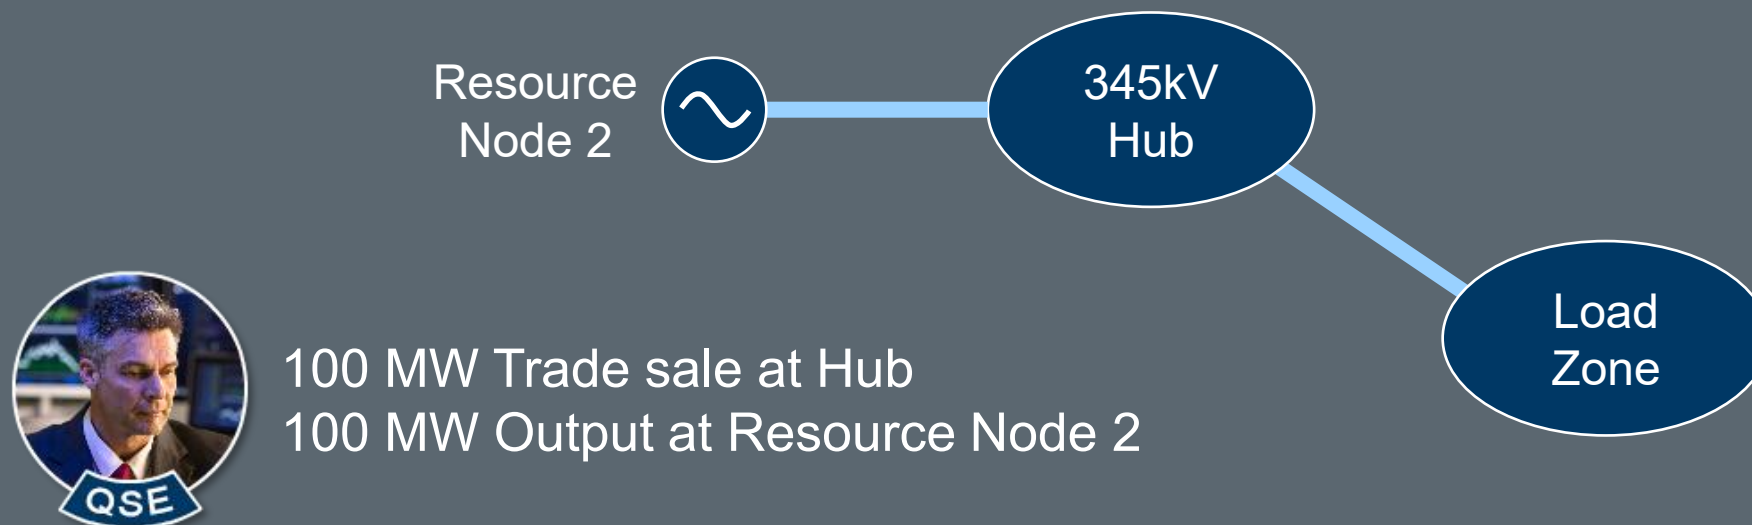 Resource
Node 2
345kV
Hub
Load
Zone
100 MW Trade sale at Hub
100 MW Output at Resource Node 2
QSE